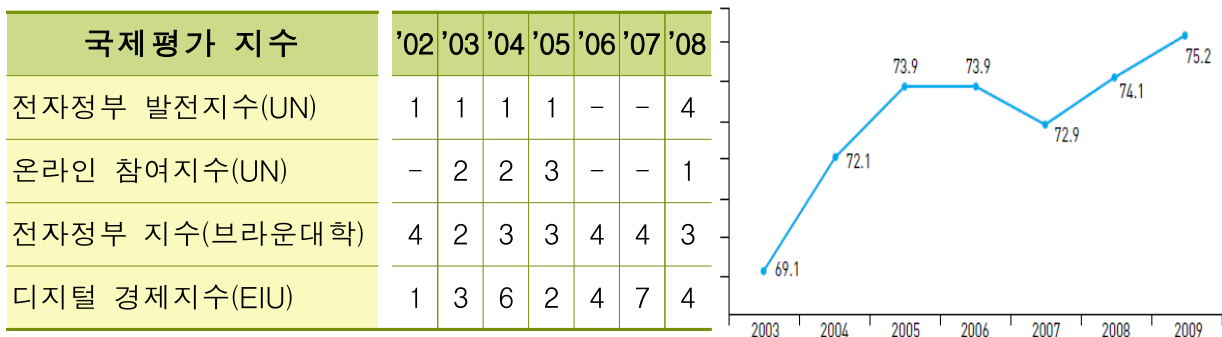 국제평가 지수 '02 '03 '04 '05 '06 '07 '08
전자정부 발전지수(UN) 1 1 1 1 – – 4
온라인 참여지수(UN) – 2 2 3 – – 1
전자정부 지수(브라운대학) 4 2 3 3 4 4 3
디지털 경제지수(EIU) 1 3 6 2 4 7 4
69.1
72.1
73.9
73.9
72.9
74.1
75.2
2003 2004 2005 2006 2007 2008 2009